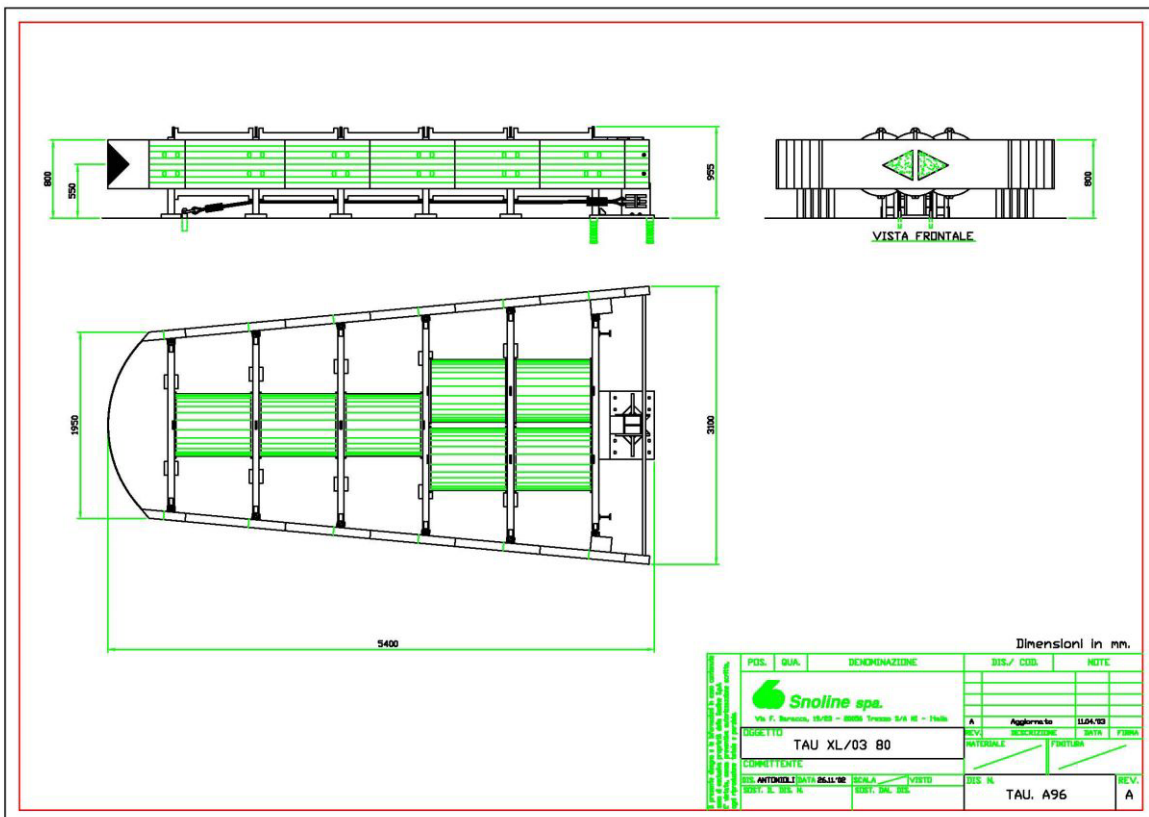 800
550
955
800
VISTA FRONTALE
1950
3100
5400
Dimensioni in mm.
POS. QUA. DENOMINAZIONE DIS./ COD. NOTE
Snoline spa.
A Aggiornato 11.04.'03
REV. DESCRIZIONE DATA FIRMA
OGGETTO
TAU XL/03 80
MATERIALE FINITURA
COMMITTENTE
DIS. ANTONIOLI DATA 26.11.'02 SCALA VISTO
SOST. IL DIS. N. SOST. DAL DIS.
DIS. N. REV.
TAU. A96 A